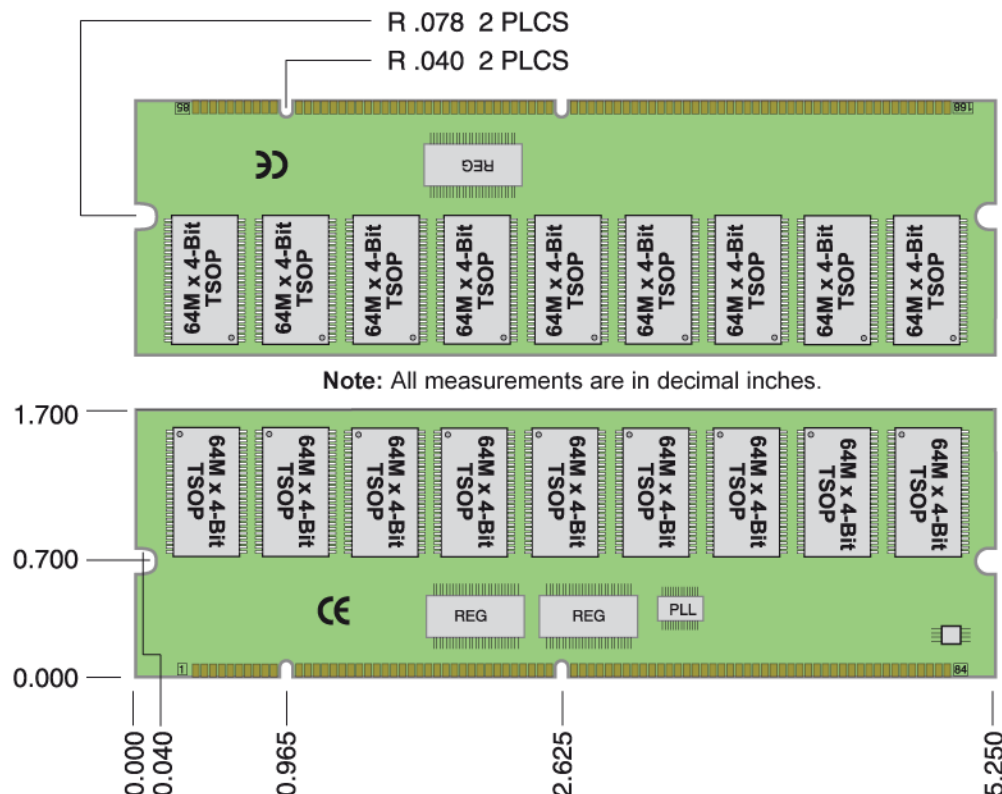 R .078 2 PLCS
R .040 2 PLCS
85
168
CE
REG
64M x 4-Bit
TSOP
64M x 4-Bit
TSOP
64M x 4-Bit
TSOP
64M x 4-Bit
TSOP
64M x 4-Bit
TSOP
64M x 4-Bit
TSOP
64M x 4-Bit
TSOP
64M x 4-Bit
TSOP
64M x 4-Bit
TSOP
Note: All measurements are in decimal inches.
1.700
64M x 4-Bit
TSOP
64M x 4-Bit
TSOP
64M x 4-Bit
TSOP
64M x 4-Bit
TSOP
64M x 4-Bit
TSOP
64M x 4-Bit
TSOP
64M x 4-Bit
TSOP
64M x 4-Bit
TSOP
64M x 4-Bit
TSOP
0.700
CE
REG
REG
PLL
0.000
1
84
0.000
0.040
0.965
2.625
5.250